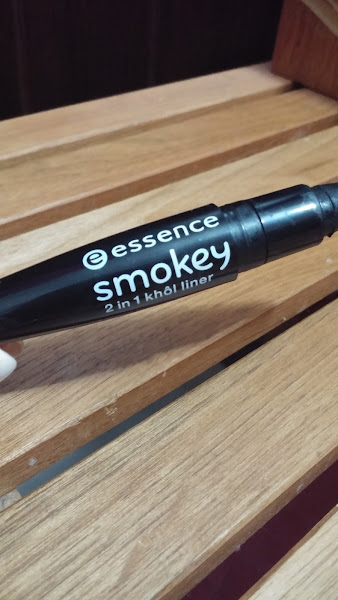 essence
smokey
2 in 1 khôl liner